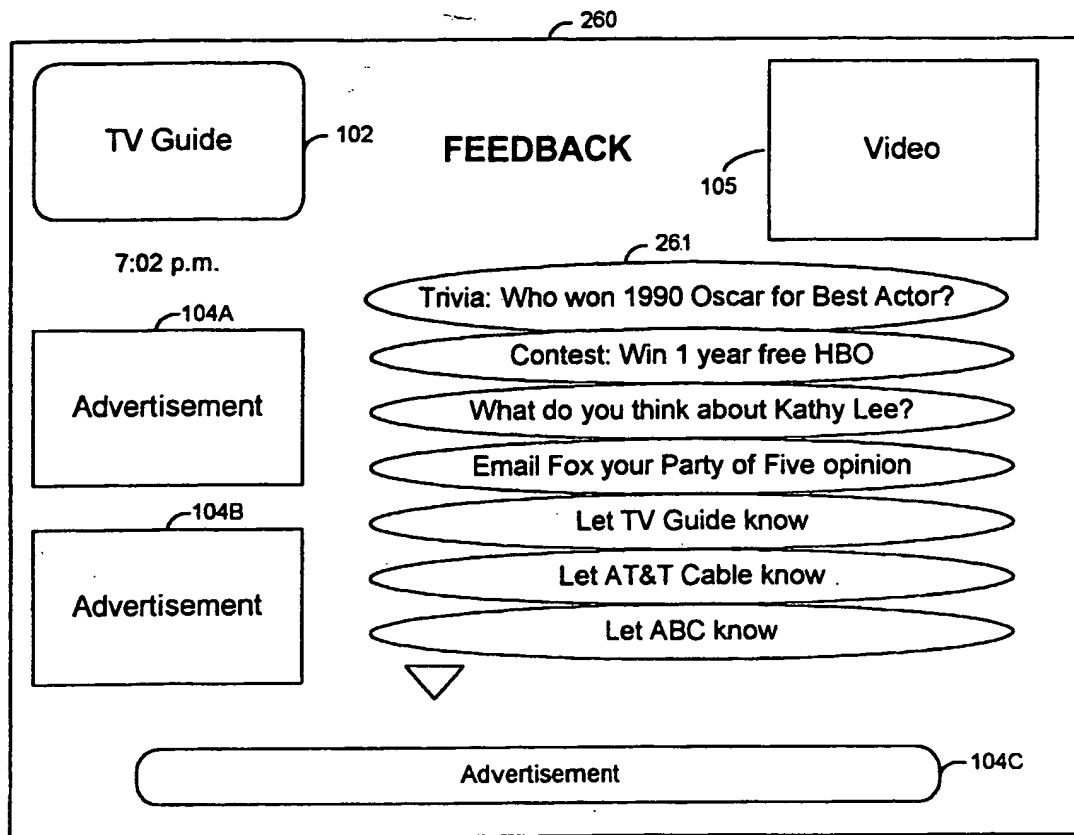 260
TV Guide
102
FEEDBACK
105
Video
7:02 p.m.
261
Trivia: Who won 1990 Oscar for Best Actor?
Contest: Win 1 year free HBO
What do you think about Kathy Lee?
Email Fox your Party of Five opinion
Let TV Guide know
Let AT&T Cable know
Let ABC know
104A
Advertisement
104B
Advertisement
Advertisement
104C